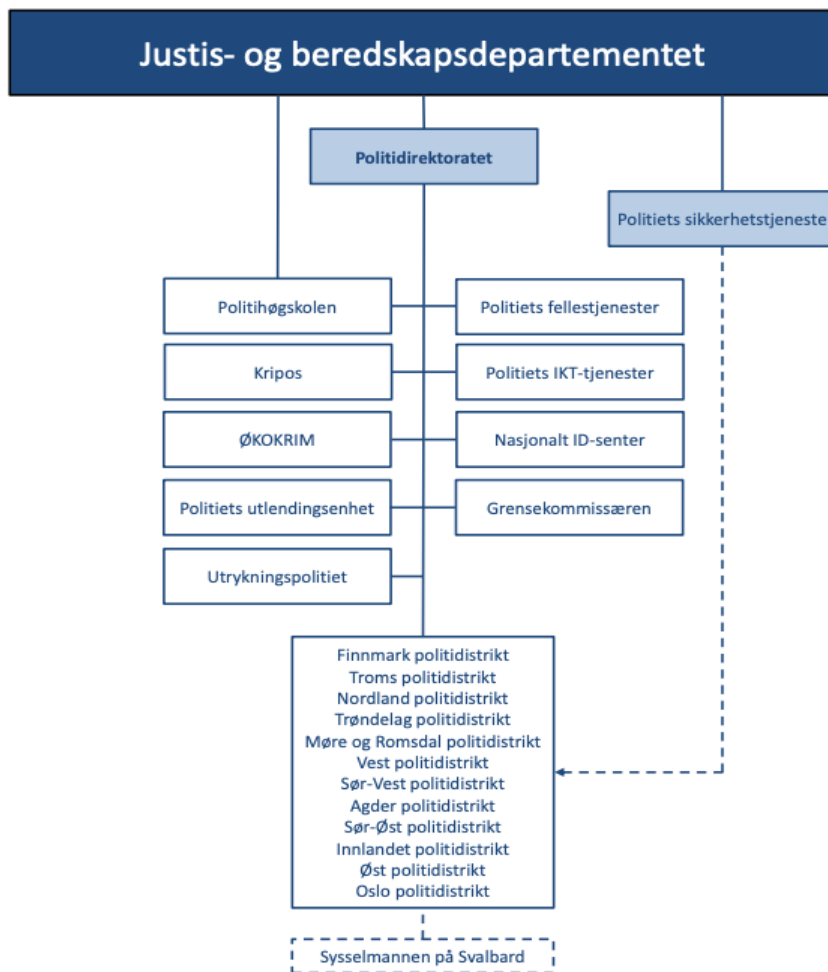 Justis- og beredskapsdepartementet
Politidirektoratet
Politiets sikkerhetstjeneste
Politihøgskolen
Politiets fellestjenester
Kripos
Politiets IKT-tjenester
ØKOKRIM
Nasjonalt ID-senter
Politiets utlendingsenhet
Grensekommissæren
Utrykningspolitiet
Finnmark politidistrikt
Troms politidistrikt
Nordland politidistrikt
Trøndelag politidistrikt
Møre og Romsdal politidistrikt
Vest politidistrikt
Sør-Vest politidistrikt
Agder politidistrikt
Sør-Øst politidistrikt
Innlandet politidistrikt
Øst politidistrikt
Oslo politidistrikt
Sysselmannen på Svalbard